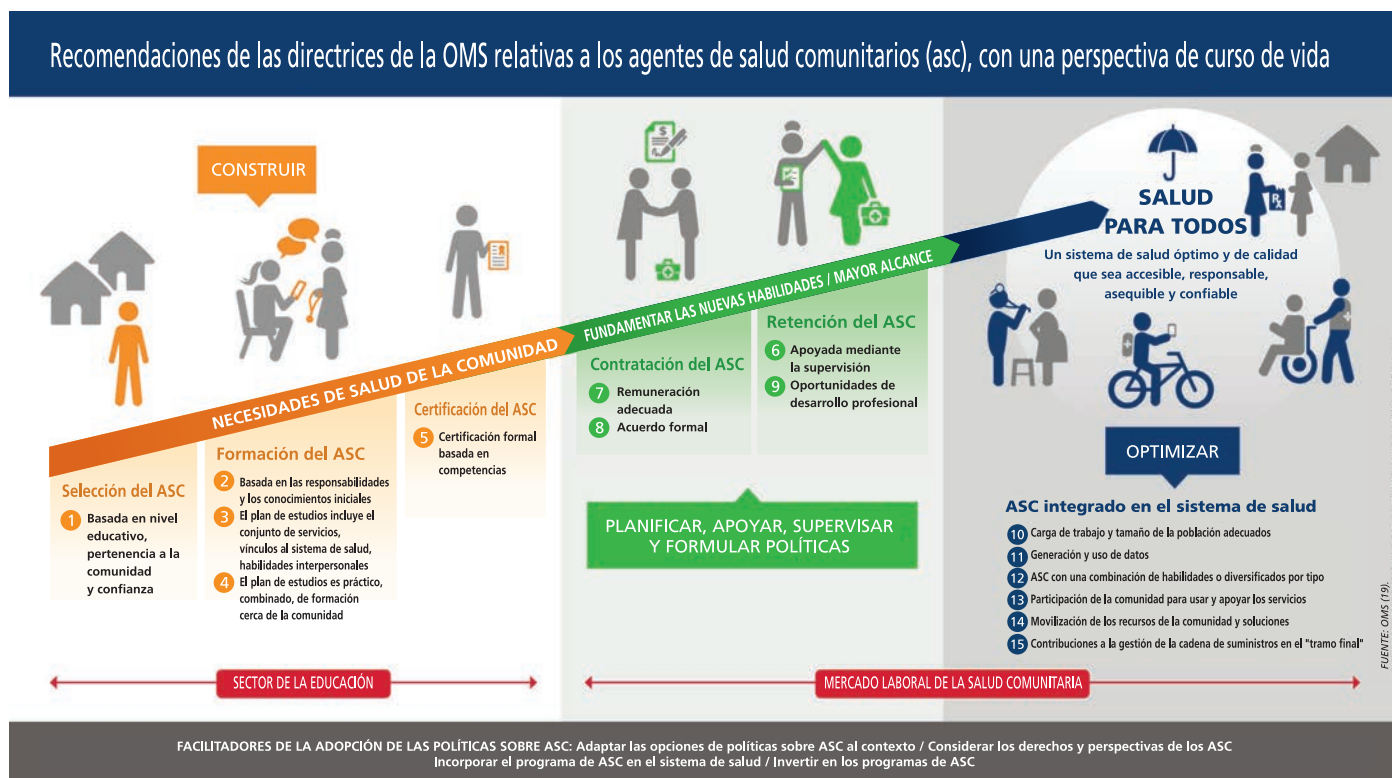 Recomendaciones de las directrices de la OMS relativas a los agentes de salud comunitarios (asc), con una perspectiva de curso de vida
CONSTRUIR
NECESIDADES DE SALUD DE LA COMUNIDAD
Selección del ASC
1 Basada en nivel
educativo,
pertenencia a la
comunidad
y confianza
Formación del ASC
2 Basada en las responsabilidades
y los conocimientos iniciales
3 El plan de estudios incluye el
conjunto de servicios,
vínculos al sistema de salud,
habilidades interpersonales
4 El plan de estudios es práctico,
combinado, de formación
cerca de la comunidad
Certificación del ASC
5 Certificación formal
basada en
competencias
SECTOR DE LA EDUCACIÓN
$
FUNDAMENTAR LAS NUEVAS HABILIDADES / MAYOR ALCANCE
Contratación del ASC
7 Remuneración
adecuada
8 Acuerdo formal
Retención del ASC
6 Apoyada mediante
la supervisión
9 Oportunidades de
desarrollo profesional
PLANIFICAR, APOYAR, SUPERVISAR
Y FORMULAR POLÍTICAS
SALUD
PARA TODOS
Un sistema de salud óptimo y de calidad
que sea accesible, responsable,
asequible y confiable
Rx
OPTIMIZAR
ASC integrado en el sistema de salud
10 Carga de trabajo y tamaño de la población adecuados
11 Generación y uso de datos
12 ASC con una combinación de habilidades o diversificados por tipo
13 Participación de la comunidad para usar y apoyar los servicios
14 Movilización de los recursos de la comunidad y soluciones
15 Contribuciones a la gestión de la cadena de suministros en el "tramo final"
MERCADO LABORAL DE LA SALUD COMUNITARIA
FUENTE: OMS (19).
FACILITADORES DE LA ADOPCIÓN DE LAS POLÍTICAS SOBRE ASC: Adaptar las opciones de políticas sobre ASC al contexto / Considerar los derechos y perspectivas de los ASC
Incorporar el programa de ASC en el sistema de salud / Invertir en los programas de ASC